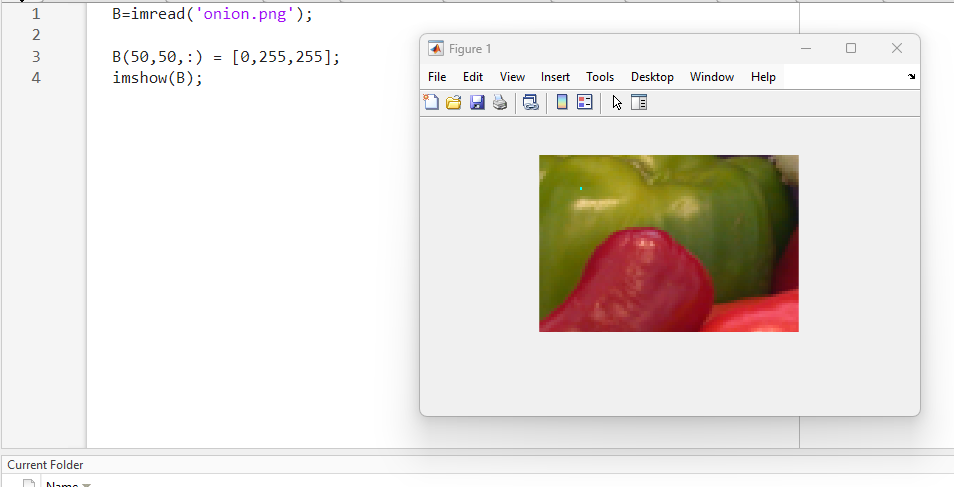 1 B=imread('onion.png');
2
3 B(50,50,:) = [0,255,255];
4 imshow(B);
Figure 1
File Edit View Insert Tools Desktop Window Help
Current Folder
Name